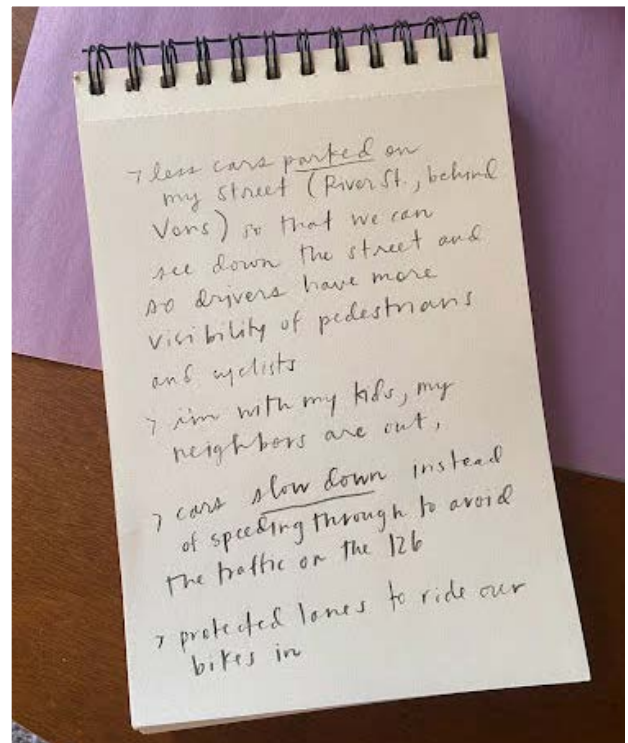 > less cars parked on
my street (River St., behind
Vons) so that we can
see down the street and
so drivers have more
visibility of pedestrians
and cyclists
> im with my kids, my
neighbors are out,
> cars slow down instead
of speeding through to avoid
the traffic on the 126
> protected lanes to ride our
bikes in